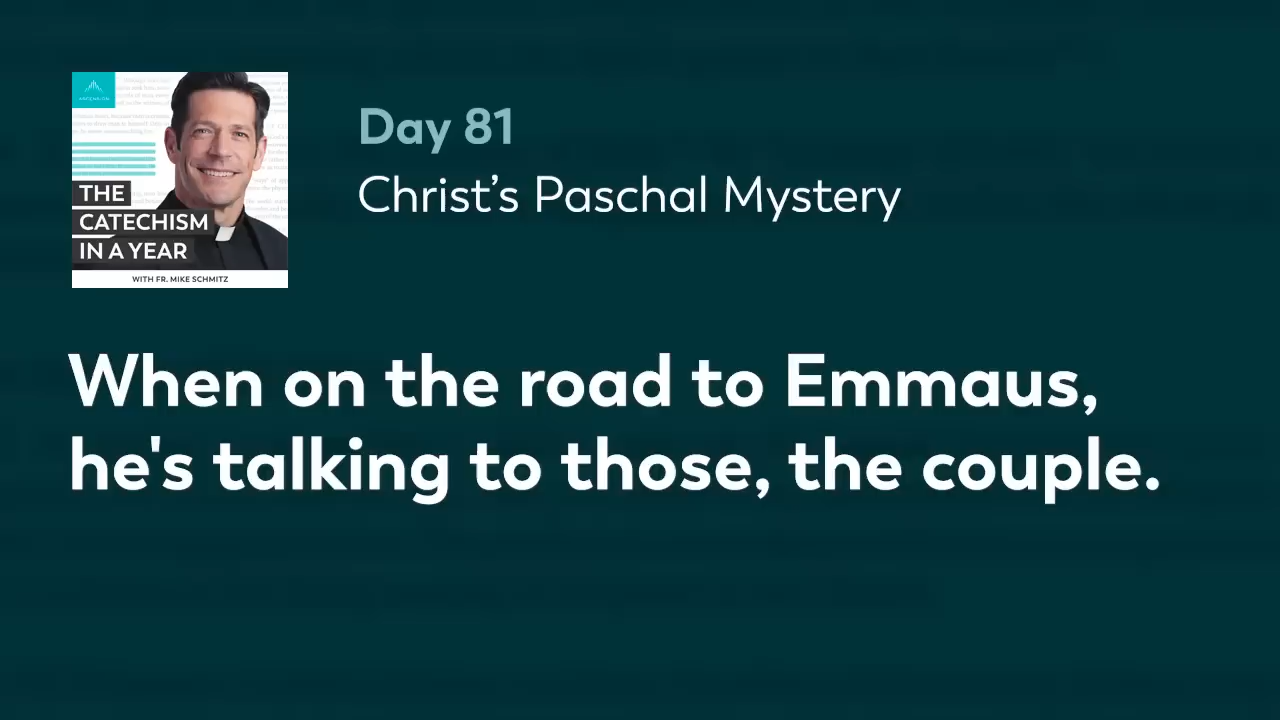 ASCENSION
Day 81
Christ's Paschal Mystery
THE
CATECHISM
IN A YEAR
WITH FR. MIKE SCHMITZ
When on the road to Emmaus,
he's talking to those, the couple.